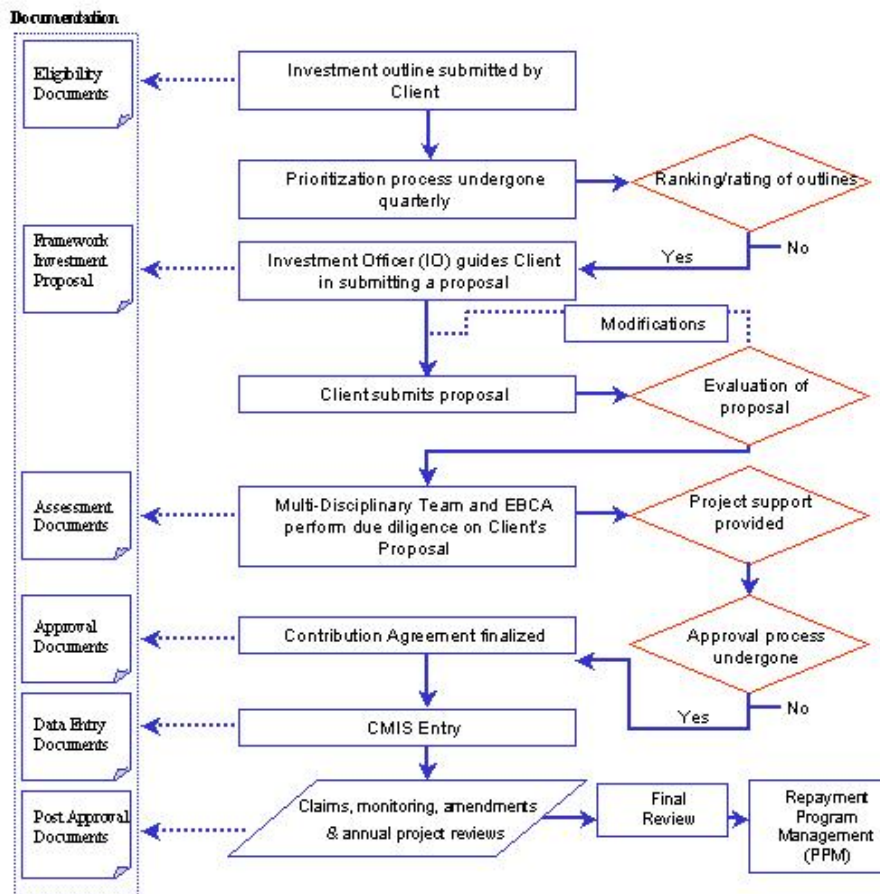 Documentation
Eligibility
Documents
Investment outline submitted by
Client
Prioritization process undergone
quarterly
Ranking/rating of outlines
Yes
No
Framework
Investment
Proposal
Investment Officer (IO) guides Client
in submitting a proposal
Modifications
Client submits proposal
Evaluation of
proposal
Assessment
Documents
Multi-Disciplinary Team and EBCA
perform due diligence on Client's
Proposal
Project support
provided
Approval
Documents
Contribution Agreement finalized
Approval process
undergone
Yes
No
Data Entry
Documents
CMIS Entry
Post Approval
Documents
Claims, monitoring, amendments
& annual project reviews
Final
Review
Repayment
Program
Management
(PPM)